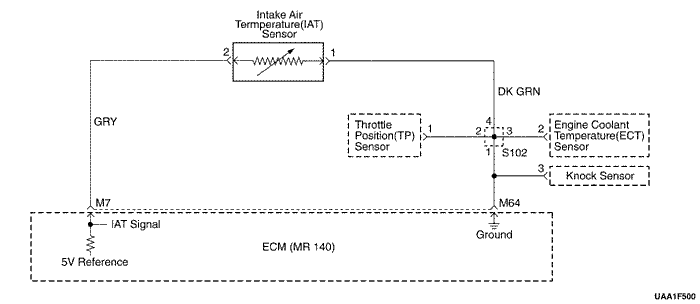 Intake Air
Termperature(IAT)
Sensor
2
1
DK GRN
GRY
Throttle
Position(TP)
Sensor
1
4
2
3
1
S102
2
Engine Coolant
Temperature(ECT)
Sensor
3
Knock Sensor
M7
M64
IAT Signal
5V Reference
ECM (MR 140)
Ground
UAA1F500